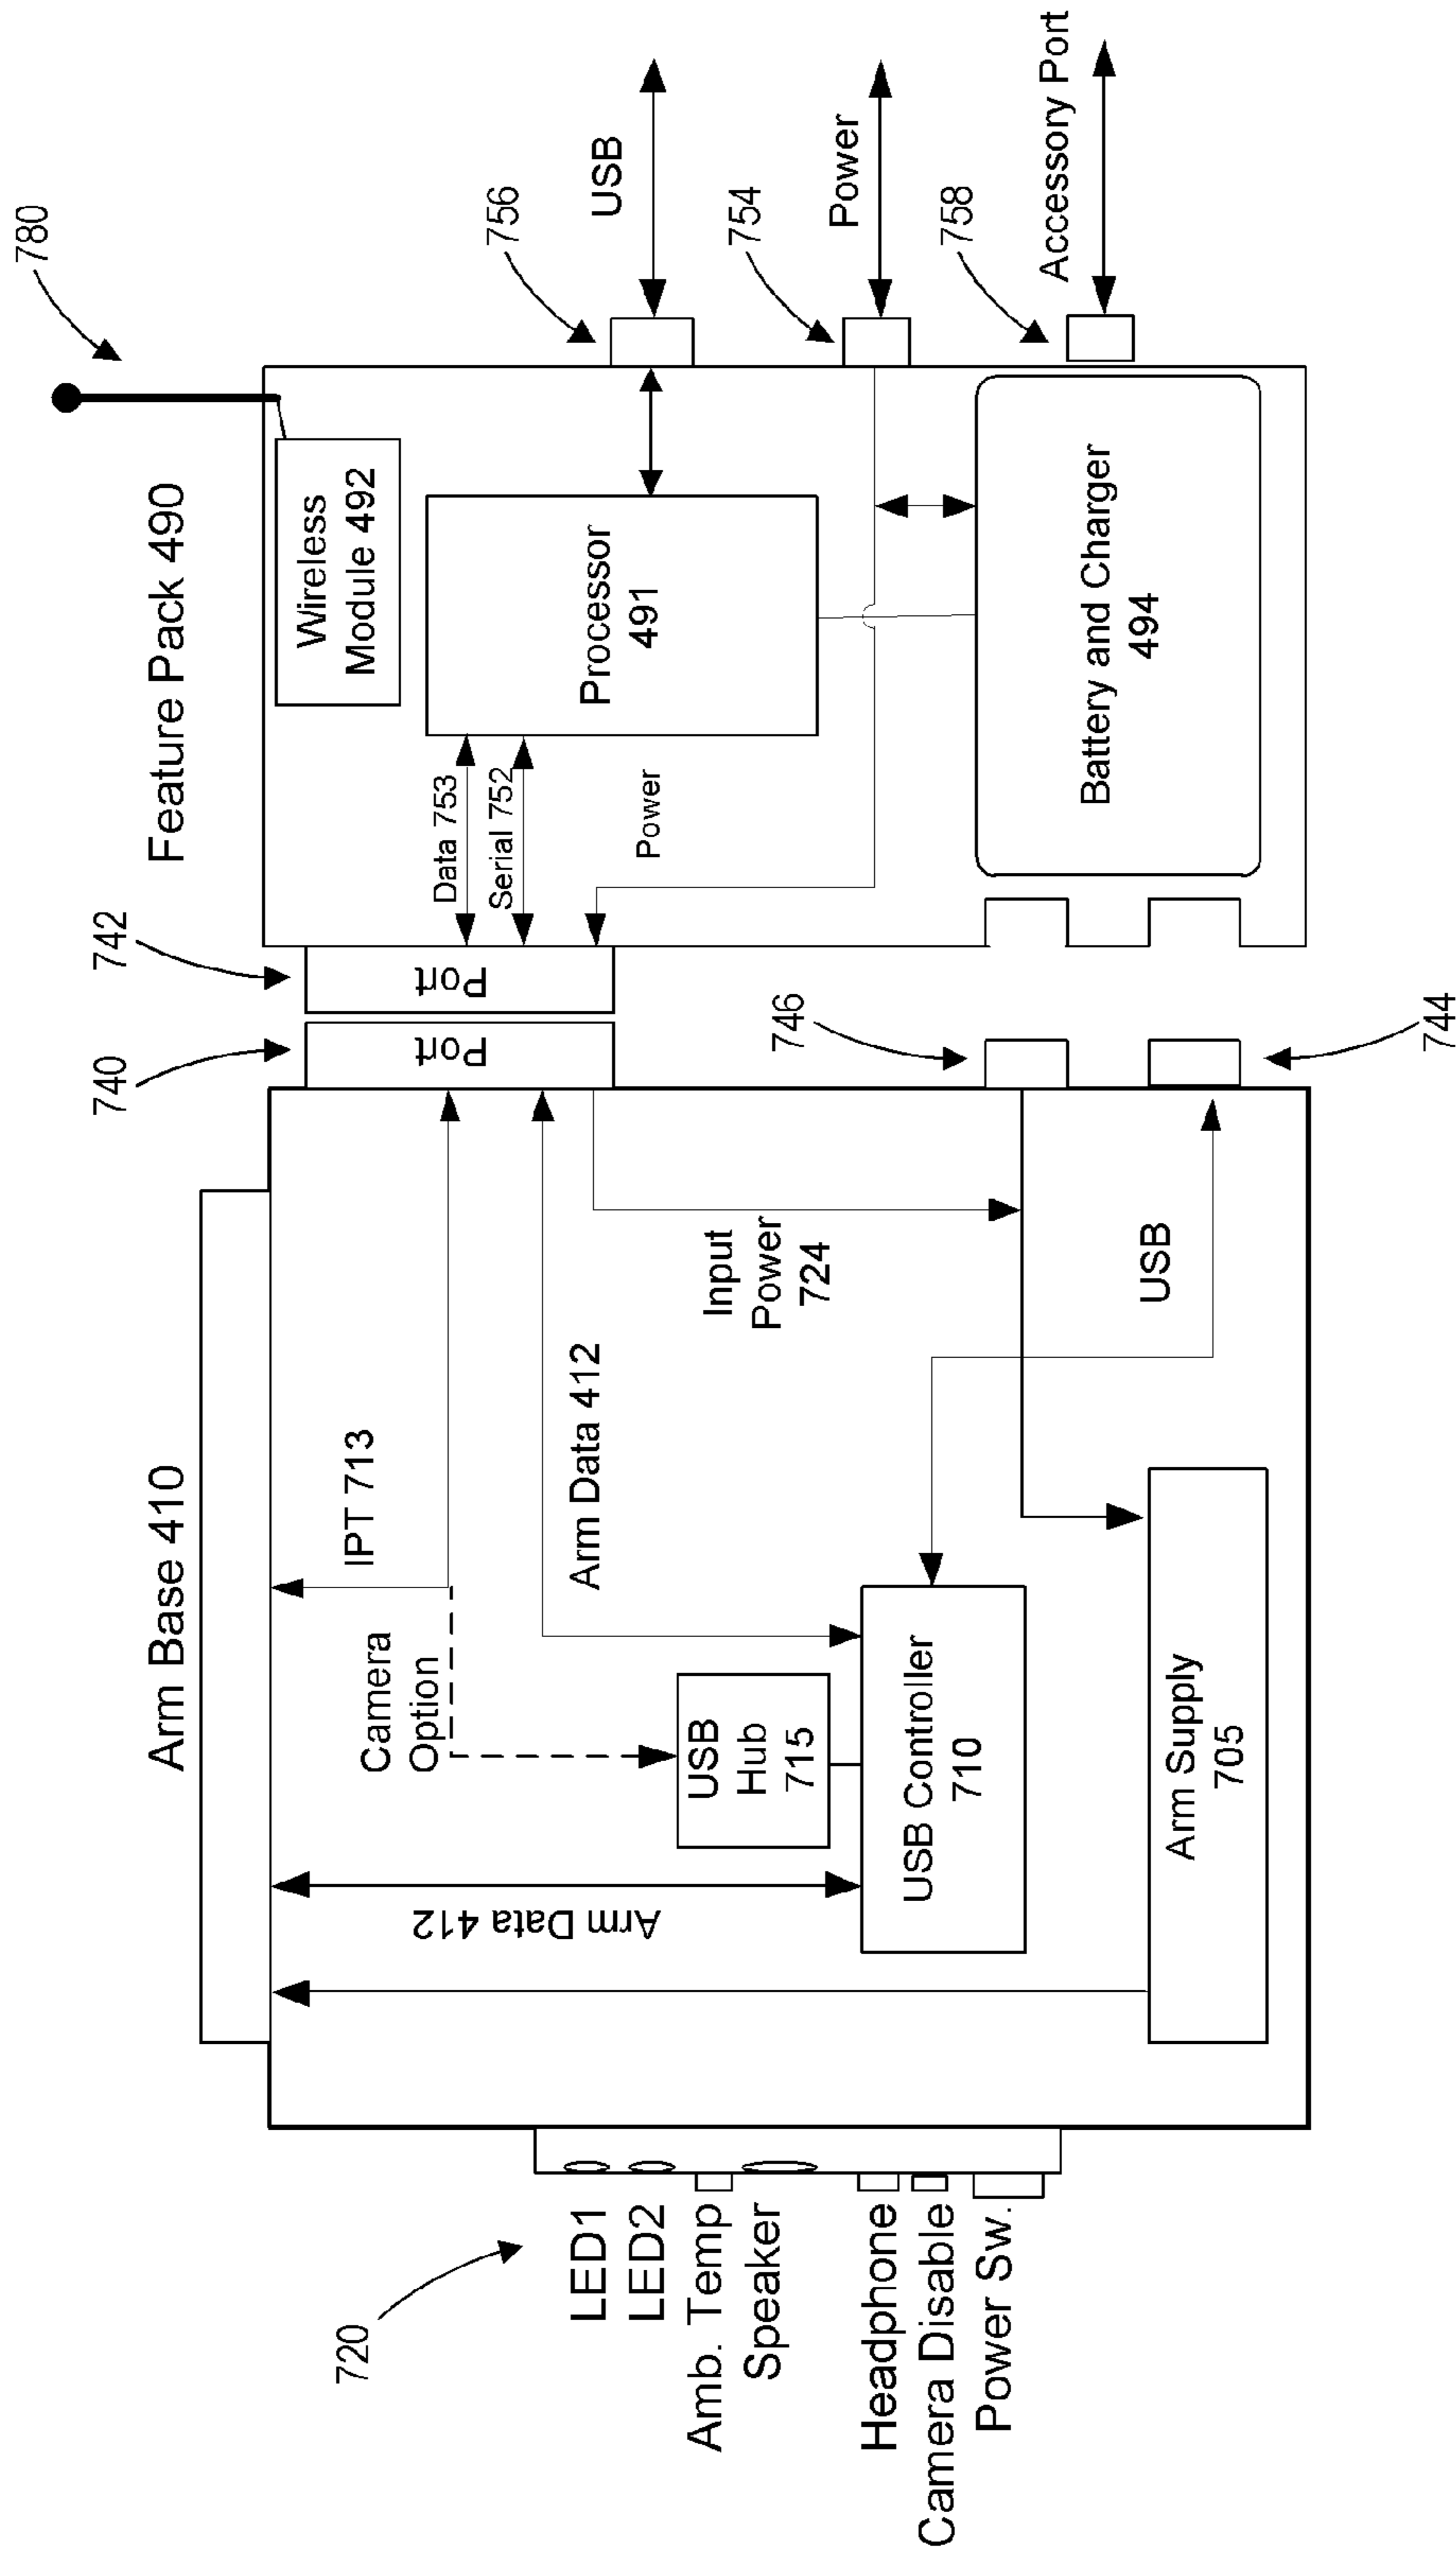 Arm Base 410
Feature Pack 490
780
720
LED1
LED2
Amb. Temp
Speaker
Headphone
Camera Disable
Power Sw.
Arm Data 412
Camera
Option
IPT 713
Arm Data 412
USB
Hub
715
USB Controller
710
Arm Supply
705
Input
Power
724
USB
740
742
Port
Port
746
744
Data 753
Serial 752
Power
Wireless
Module 492
Processor
491
Battery and Charger
494
756
USB
754
Power
758
Accessory Port